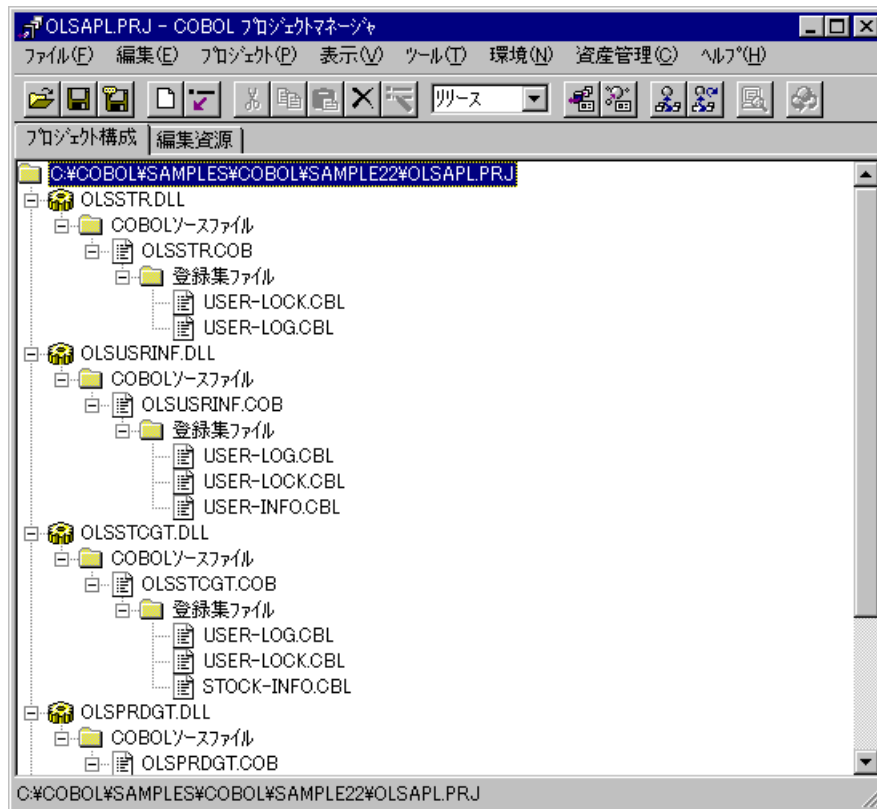 OLSAPL.PRJ - COBOL ﾌﾟﾛｼﾞｪｸﾄﾏﾈｰｼﾞｬ
ﾌｧｲﾙ(F) 編集(E) ﾌﾟﾛｼﾞｪｸﾄ(P) 表示(V) ﾂｰﾙ(T) 環境(N) 資産管理(C) ﾍﾙﾌﾟ(H)
ﾘﾘｰｽ
ﾌﾟﾛｼﾞｪｸﾄ構成 編集資源
C:¥COBOL¥SAMPLES¥COBOL¥SAMPLE22¥OLSAPL.PRJ
OLSSTR.DLL
COBOLｿｰｽﾌｧｲﾙ
OLSSTR.COB
登録集ﾌｧｲﾙ
USER-LOCK.CBL
USER-LOG.CBL
OLSUSRINF.DLL
COBOLｿｰｽﾌｧｲﾙ
OLSUSRINF.COB
登録集ﾌｧｲﾙ
USER-LOG.CBL
USER-LOCK.CBL
USER-INFO.CBL
OLSSTCGT.DLL
COBOLｿｰｽﾌｧｲﾙ
OLSSTCGT.COB
登録集ﾌｧｲﾙ
USER-LOG.CBL
USER-LOCK.CBL
STOCK-INFO.CBL
OLSPRDGT.DLL
COBOLｿｰｽﾌｧｲﾙ
OLSPRDGT.COB
C:¥COBOL¥SAMPLES¥COBOL¥SAMPLE22¥OLSAPL.PRJ